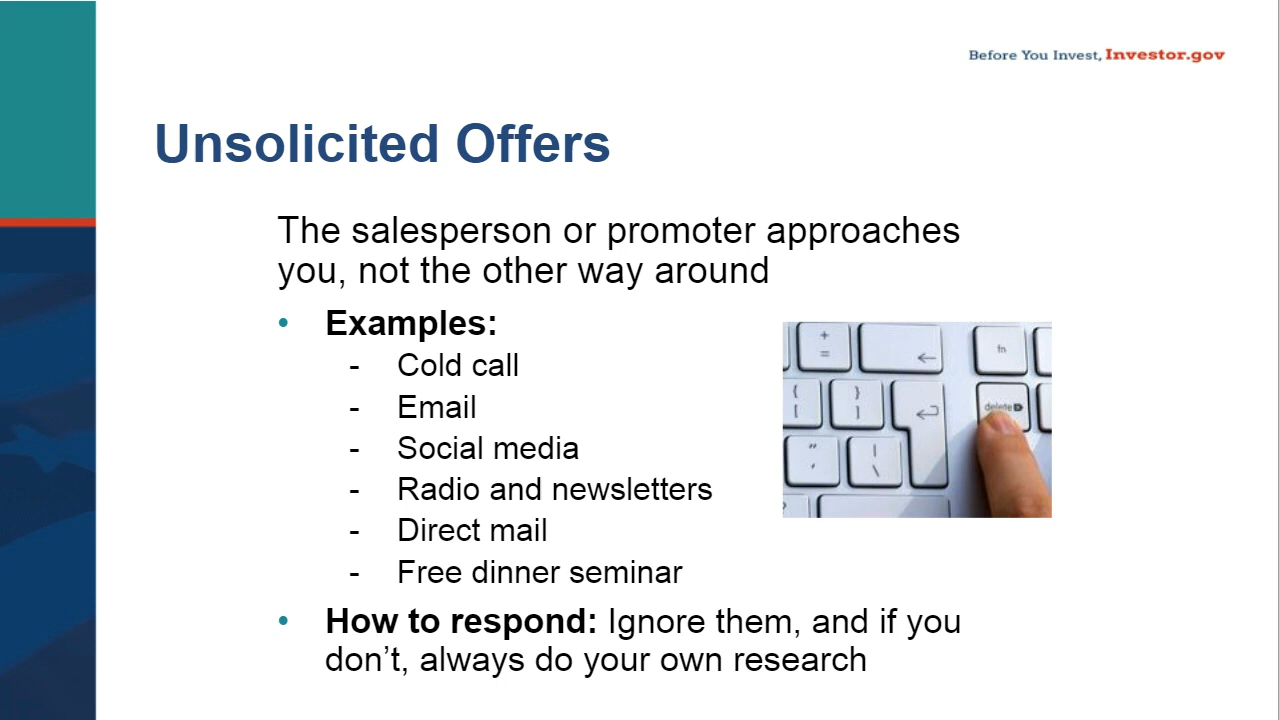 Before You Invest, Investor.gov
Unsolicited Offers
The salesperson or promoter approaches
you, not the other way around
• Examples:
- Cold call
- Email
- Social media
- Radio and newsletters
- Direct mail
- Free dinner seminar
• How to respond: Ignore them, and if you
don’t, always do your own research
+
=
fn
{
[
}
]
delete
"
'
|
\